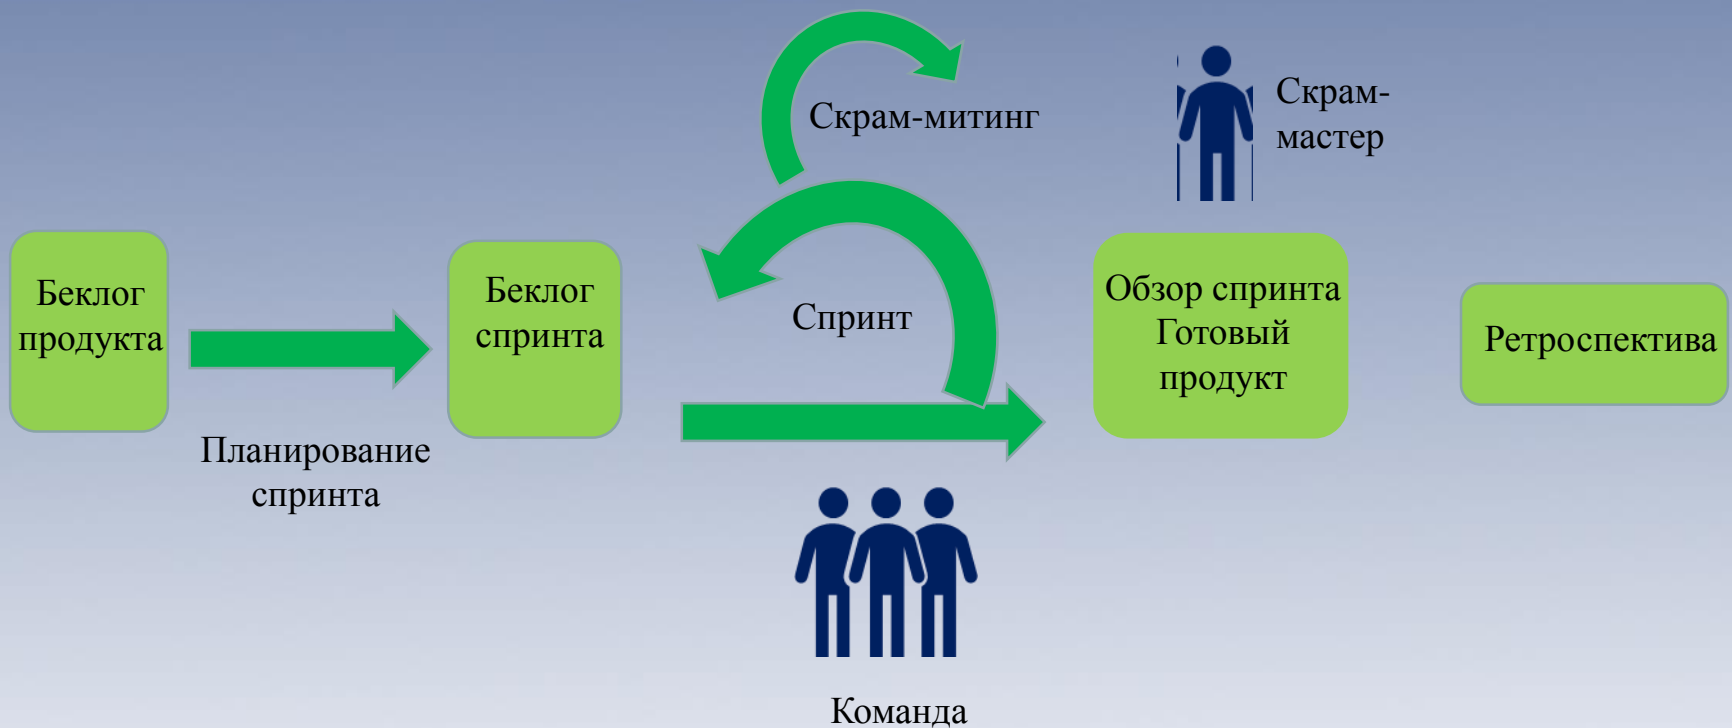 Скрам-митинг
Скрам-
мастер
Беклог
продукта
Планирование
спринта
Беклог
спринта
Спринт
Обзор спринта
Готовый
продукт
Ретроспектива
Команда